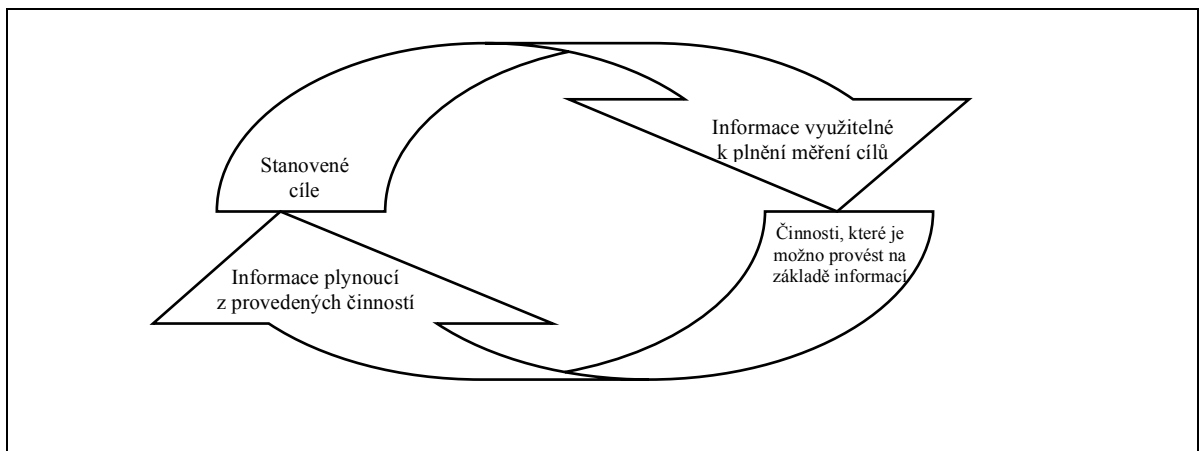 Stanovené
cíle
Informace využitelné
k plnění měření cílů
Činnosti, které je
možno provést na
základě informací
Informace plynoucí
z provedených činností